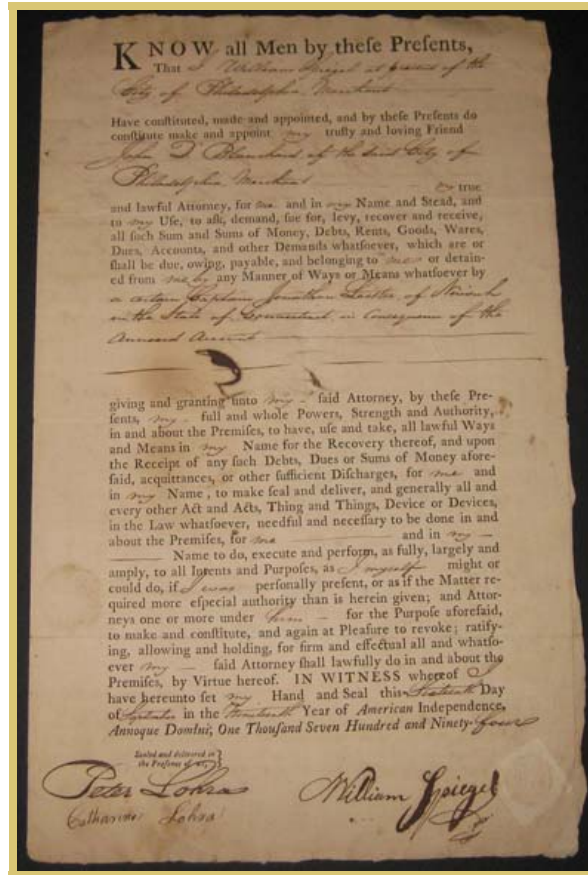 KNOW all Men by theſe Preſents,
That I William Spiegel at preſent of the
City of Philadelphia Merchant
Have conſtituted, made and appointed, and by theſe Preſents do
conſtitute make and appoint my truſty and loving Friend
John D Blanchard of the said City of
Philadelphia Merchant my true
and lawful Attorney, for me and in my Name and Stead, and
to my Uſe, to aſk, demand, ſue for, levy, recover and receive,
all ſuch Sum and Sums of Money, Debts, Rents, Goods, Wares,
Dues, Accounts, and other Demands whatſoever, which are or
ſhall be due, owing, payable, and belonging to me or detain-
ed from me by any Manner of Ways or Means whatſoever by
a certain Captain Jonathan of Norwich
in the State of Connecticut, in Consequence of the
Annexed Account
giving and granting unto my ſaid Attorney, by theſe Pre-
ſents, my full and whole Powers, Strength and Authority,
in and about the Premiſes, to have, uſe and take, all lawful Ways
and Means in my Name for the Recovery thereof, and upon
the Receipt of any ſuch Debts, Dues or Sums of Money afore-
ſaid, acquittances, or other ſufficient Diſcharges, for me and
in my Name, to make ſeal and deliver, and generally all and
every other Act and Acts, Thing and Things, Device or Devices,
in the Law whatſoever, needful and neceſſary to be done in and
about the Premiſes, for me and in my
Name to do, execute and perform, as fully, largely and
amply, to all Intents and Purpoſes, as I myself might or
could do, if I was perſonally preſent, or as if the Matter re-
quired more eſpecial authority than is herein given; and Attor-
neys one or more under him for the Purpoſe aforeſaid,
to make and conſtitute, and again at Pleaſure to revoke; ratify-
ing, allowing and holding, for firm and effectual all and whatſo-
ever my ſaid Attorney ſhall lawfully do in and about the
Premiſes, by Virtue hereof. IN WITNESS whereof I
have hereunto ſet my Hand and Seal this Sixteenth Day
of September in the Nineteenth Year of American Independence,
Annoque Domini, One Thouſand Seven Hundred and Ninety-four
Sealed and delivered in
the Preſence of us,
Peter Lohra William Spiegel
Catharine Lohra